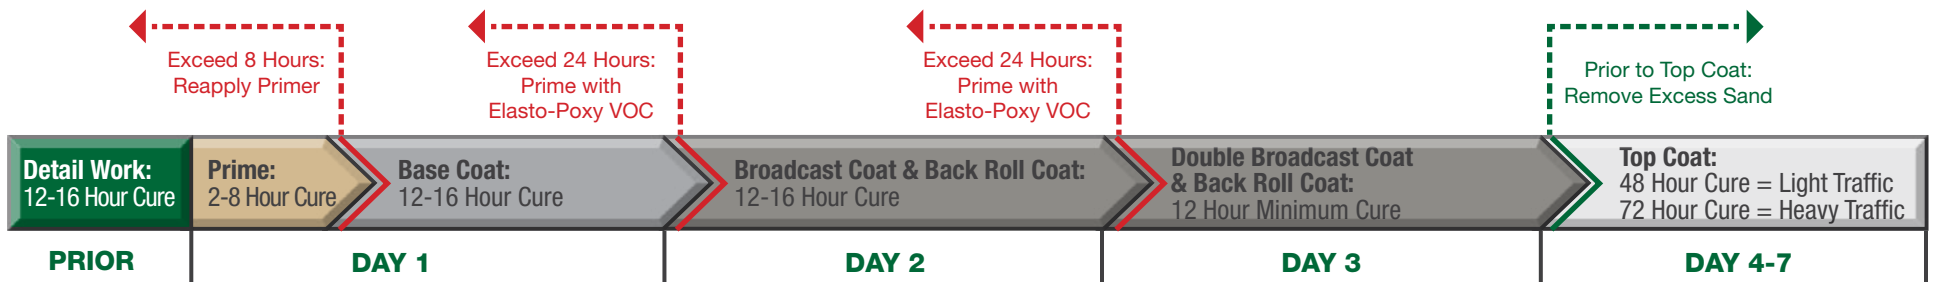 Exceed 8 Hours:
Reapply Primer
Exceed 24 Hours:
Prime with
Elasto-Poxy VOC
Exceed 24 Hours:
Prime with
Elasto-Poxy VOC
Prior to Top Coat:
Remove Excess Sand
Detail Work:
12-16 Hour Cure
Prime:
2-8 Hour Cure
Base Coat:
12-16 Hour Cure
Broadcast Coat & Back Roll Coat:
12-16 Hour Cure
Double Broadcast Coat
& Back Roll Coat:
12 Hour Minimum Cure
Top Coat:
48 Hour Cure = Light Traffic
72 Hour Cure = Heavy Traffic
PRIOR
DAY 1
DAY 2
DAY 3
DAY 4-7